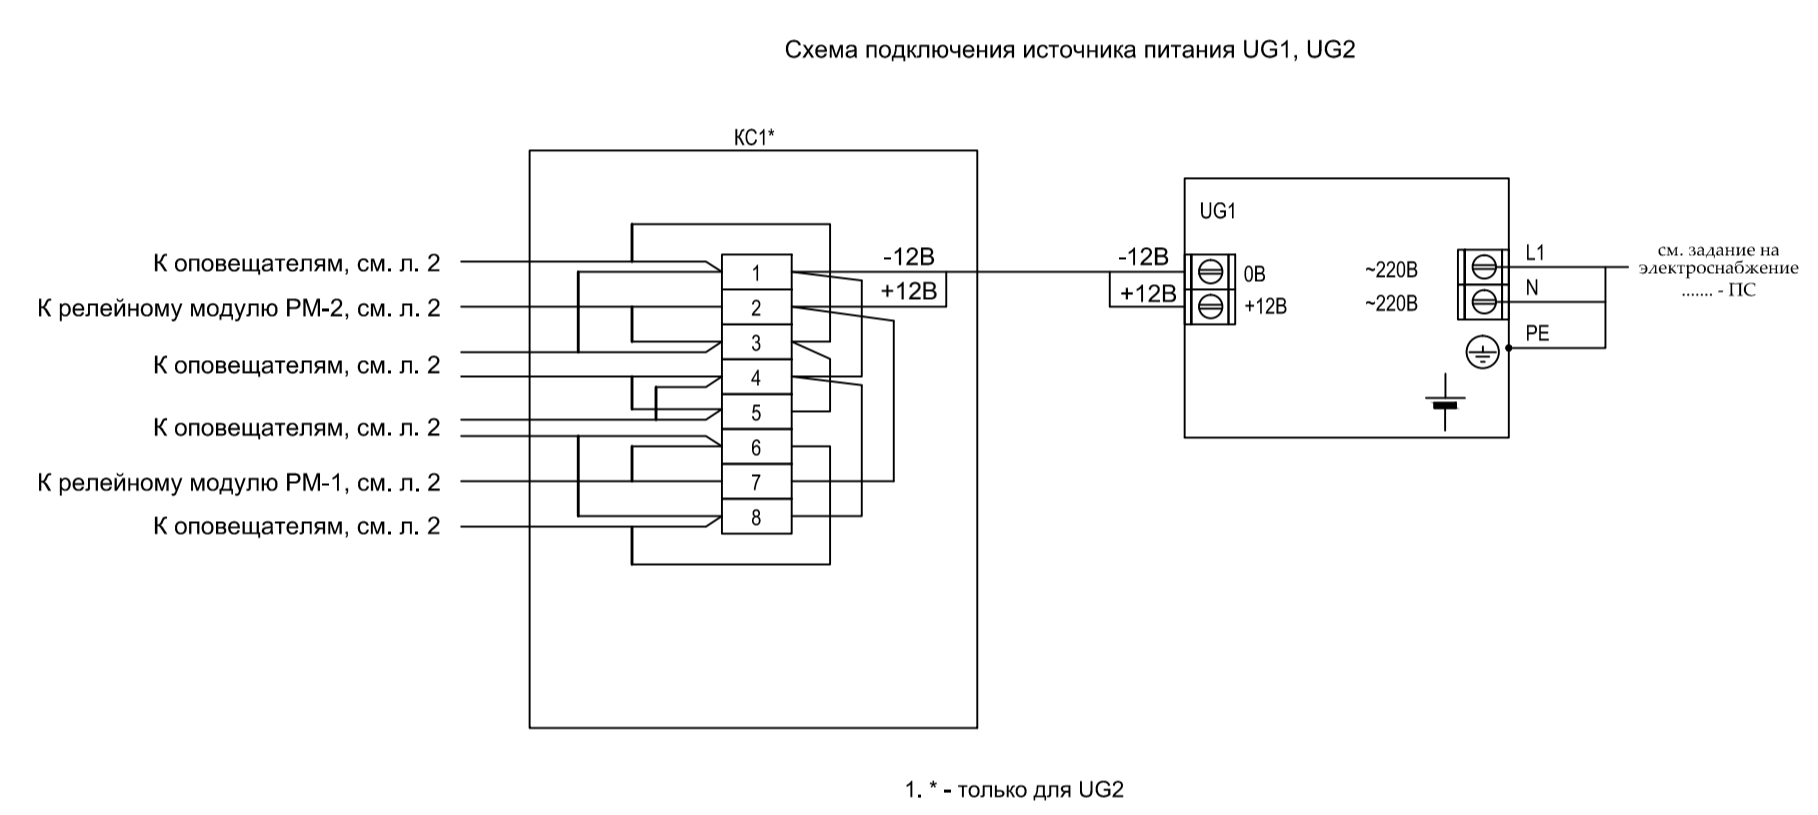 Схема подключения источника питания UG1, UG2
КС1*
К оповещателям, см. л. 2
К релейному модулю РМ-2, см. л. 2
К оповещателям, см. л. 2
К оповещателям, см. л. 2
К релейному модулю РМ-1, см. л. 2
К оповещателям, см. л. 2
1
2
3
4
5
6
7
8
-12В
+12В
-12В
+12В
UG1
0В
+12В
~220В
~220В
L1
N
PE
см. задание на
электроснабжение
....... - ПС
1. * - только для UG2